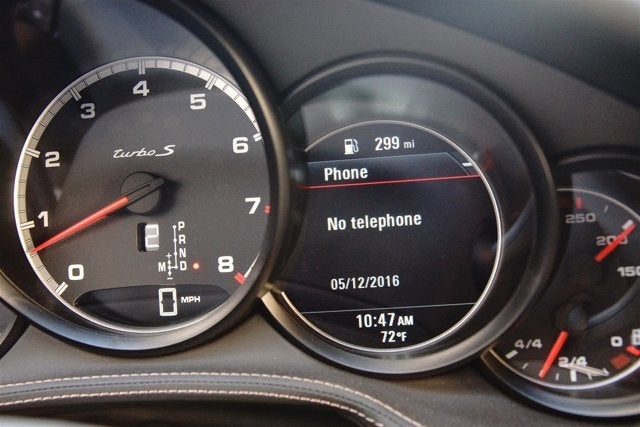 0
1
2
3
4
5
6
7
8
turbo S
P
R
N
M D
+
-
2
0 MPH
299 mi
Phone
No telephone
05/12/2016
10:47 AM
72°F
250
200
150
4/4
2/4
0